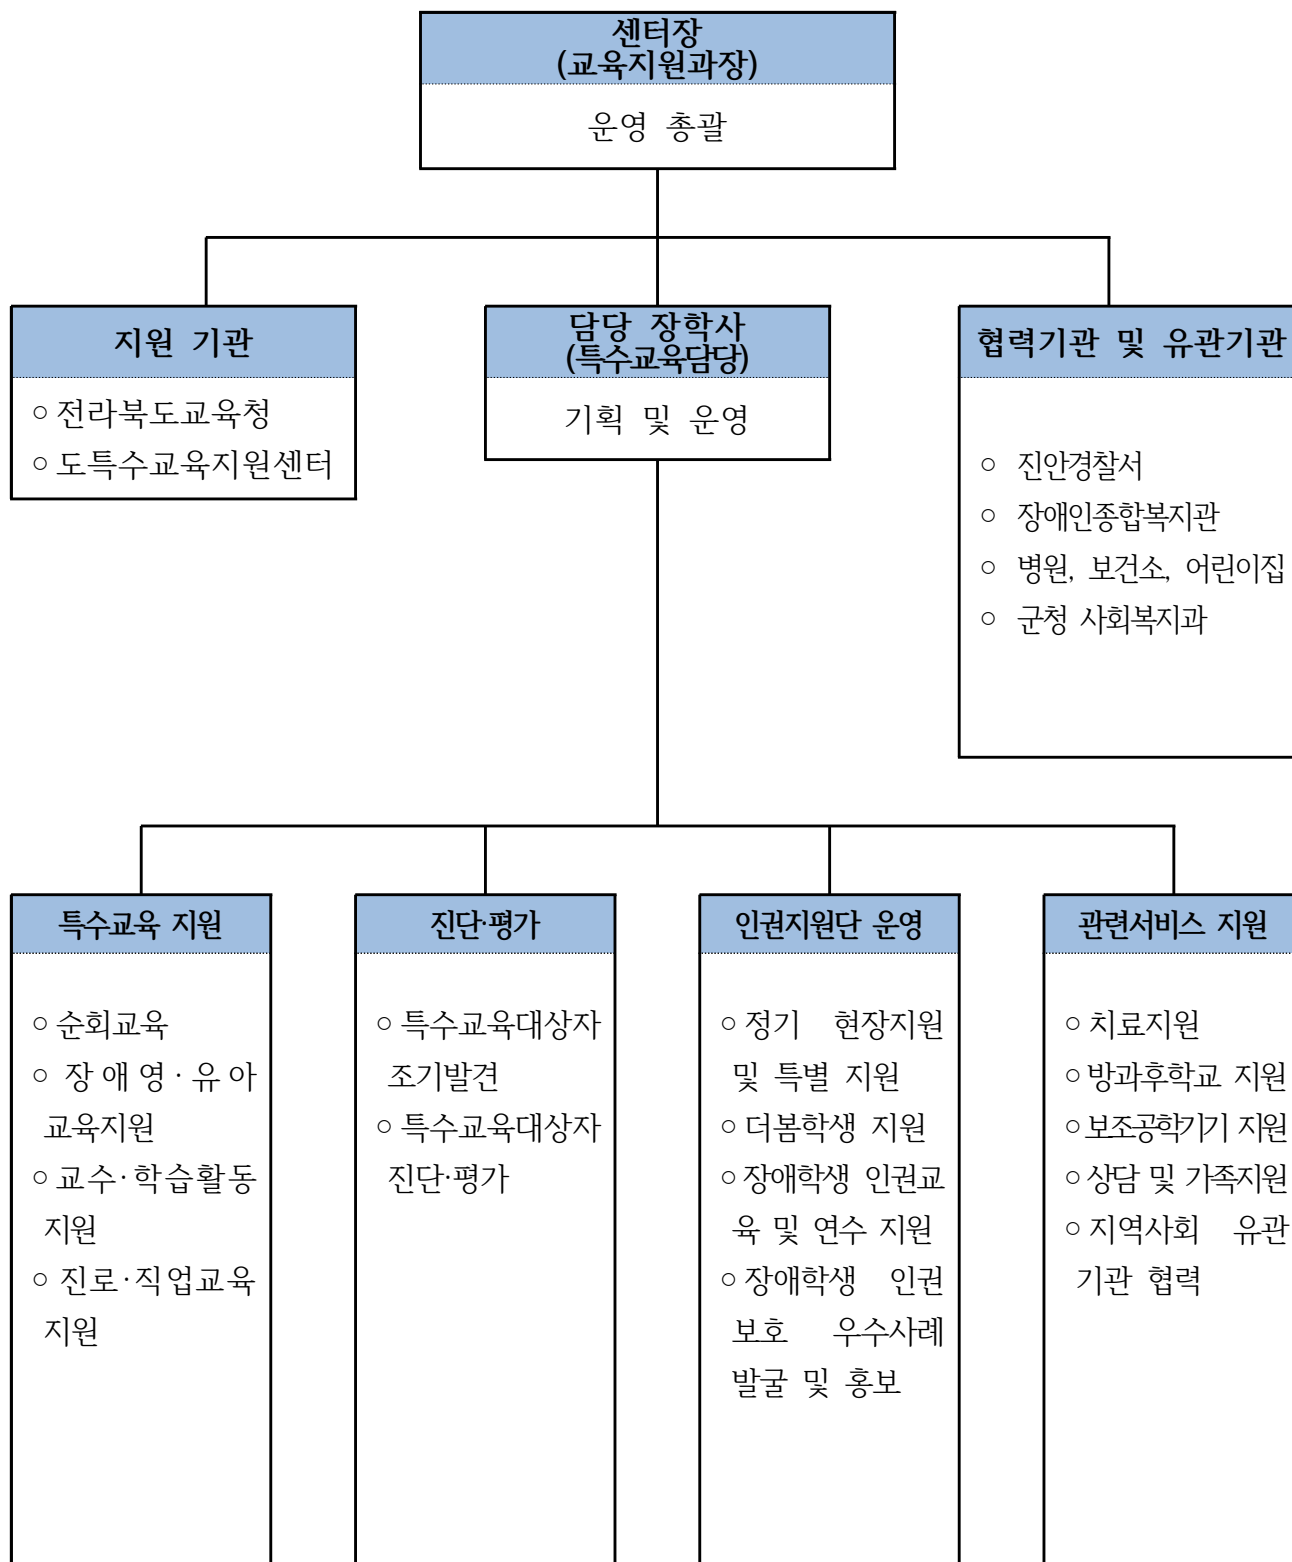 센터장
(교육지원과장)
운영 총괄
지원 기관
○ 전라북도교육청
○ 도특수교육지원센터
담당 장학사
(특수교육담당)
기획 및 운영
협력기관 및 유관기관
○ 진안경찰서
○ 장애인종합복지관
○ 병원, 보건소, 어린이집
○ 군청 사회복지과
특수교육 지원
○ 순회교육
○ 장애영·유아
교육지원
○ 교수·학습활동
지원
○ 진로·직업교육
지원
진단·평가
○ 특수교육대상자
조기발견
○ 특수교육대상자
진단·평가
인권지원단 운영
○ 정기 현장지원
및 특별 지원
○ 더봄학생 지원
○ 장애학생 인권교
육 및 연수 지원
○ 장애학생 인권
보호 우수사례
발굴 및 홍보
관련서비스 지원
○ 치료지원
○ 방과후학교 지원
○ 보조공학기기 지원
○ 상담 및 가족지원
○ 지역사회 유관
기관 협력